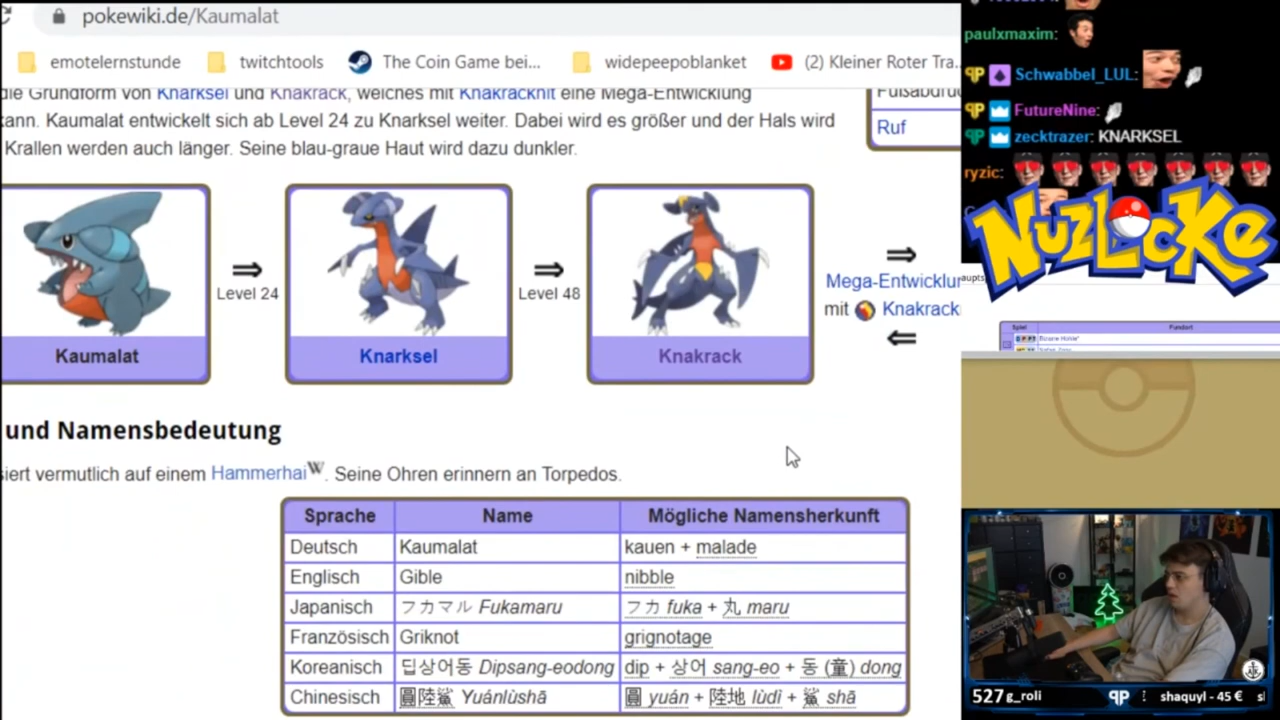 pokewiki.de/Kaumalat
emotelernstunde twitchtools The Coin Game bei... widepeepoblanket (2) Kleiner Roter Tra...
die Grundform von Knarksel und Knakrack, welches mit Knakracknit eine Mega-Entwicklung
kann. Kaumalat entwickelt sich ab Level 24 zu Knarksel weiter. Dabei wird es größer und der Hals wird
Krallen werden auch länger. Seine blau-graue Haut wird dazu dunkler.
Fußabdru
Ruf
Level 24
Level 48
Mega-Entwicklun
mit Knakrack
Kaumalat
Knarksel
Knakrack
und Namensbedeutung
siert vermutlich auf einem Hammerhai W. Seine Ohren erinnern an Torpedos.
Sprache Name Mögliche Namensherkunft
Deutsch Kaumalat kauen + malade
Englisch Gible nibble
Japanisch フカマル Fukamaru フカ fuka + 丸 maru
Französisch Griknot grignotage
Koreanisch 딥상어동 Dipsang-eodong dip + 상어 sang-eo + 동 (童) dong
Chinesisch 圓陸鯊 Yuánlùshā 圓 yuán + 陸地 lùdì + 鯊 shā
paulxmaxim:
Schwabbel_LUL:
FutureNine:
zecktrazer: KNARKSEL
ryzic:
NUZLOCKE
aupts
Spiel Fundort
527 g_roli shaquyl - 45 € sl